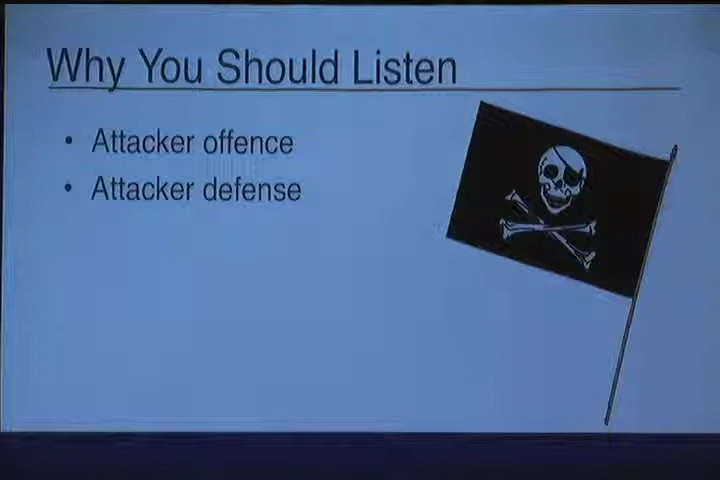 Why You Should Listen
• Attacker offence
• Attacker defense